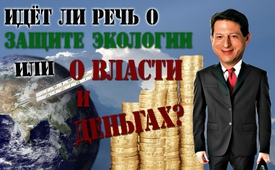 ИДЁТ ЛИ РЕЧЬ О
ЗАЩИТЕ ЭКОЛОГИИ
ИЛИ О ВЛАСТИ
И
ДЕНЬГАХ?